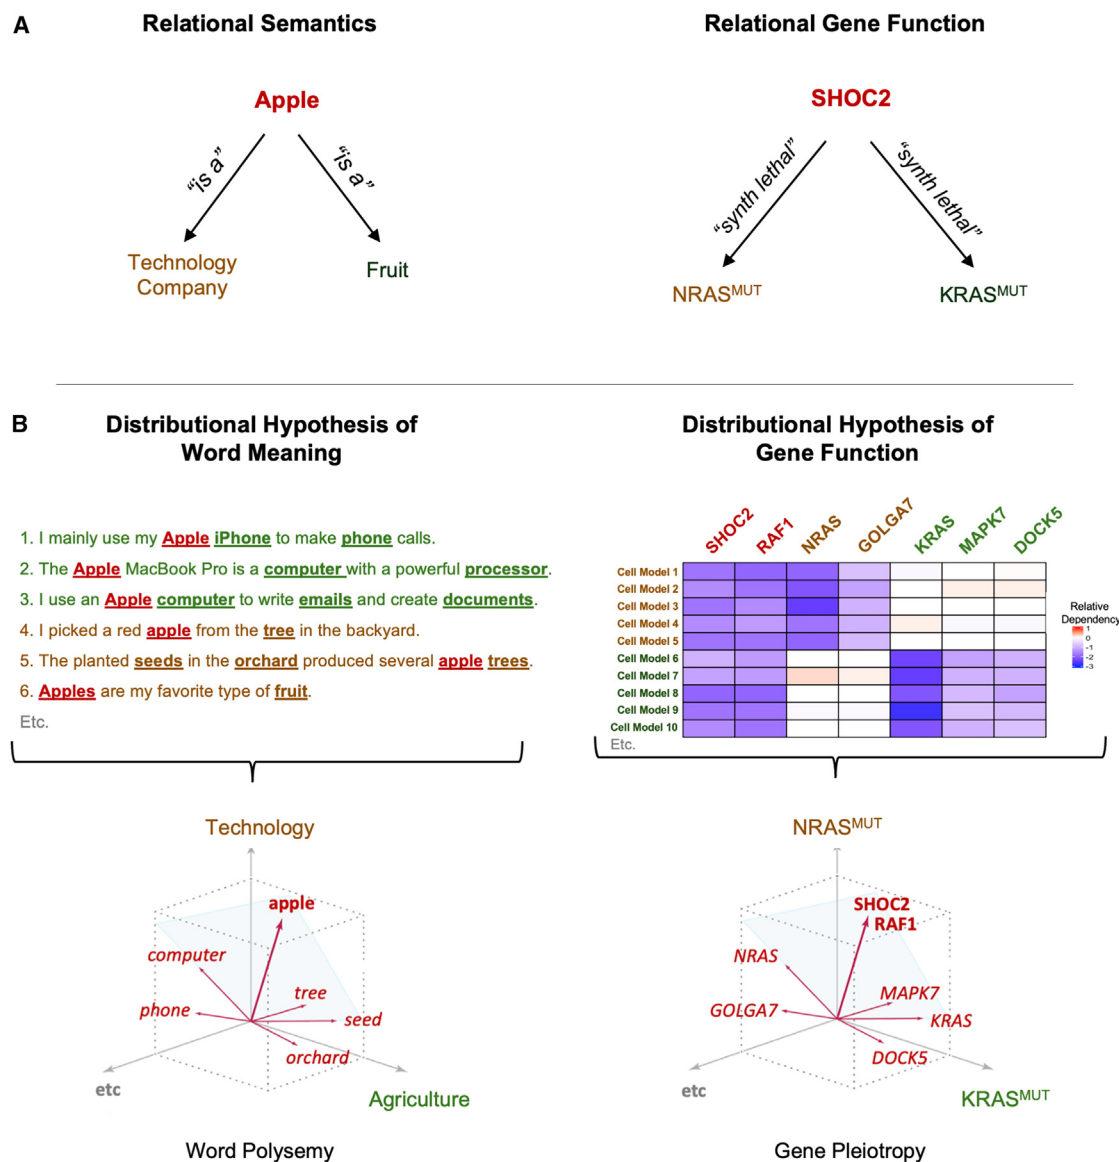 A
Relational Semantics
Relational Gene Function
Apple
SHOC2
“is a”
“is a”
“synth lethal”
“synth lethal”
Technology
Company
Fruit
NRASᴹᵁᵀ
KRASᴹᵁᵀ
B
Distributional Hypothesis of
Word Meaning
Distributional Hypothesis of
Gene Function
1. I mainly use my Apple iPhone to make phone calls.
2. The Apple MacBook Pro is a computer with a powerful processor.
3. I use an Apple computer to write emails and create documents.
4. I picked a red apple from the tree in the backyard.
5. The planted seeds in the orchard produced several apple trees.
6. Apples are my favorite type of fruit.
Etc.
SHOC2
RAF1
NRAS
GOLGA7
KRAS
MAPK7
DOCK5
Cell Model 1
Cell Model 2
Cell Model 3
Cell Model 4
Cell Model 5
Cell Model 6
Cell Model 7
Cell Model 8
Cell Model 9
Cell Model 10
Etc.
Relative
Dependency
1
0
-1
-2
-3
Technology
apple
computer
tree
phone
seed
orchard
etc
Agriculture
Word Polysemy
NRASᴹᵁᵀ
SHOC2
RAF1
NRAS
MAPK7
GOLGA7
KRAS
DOCK5
etc
KRASᴹᵁᵀ
Gene Pleiotropy